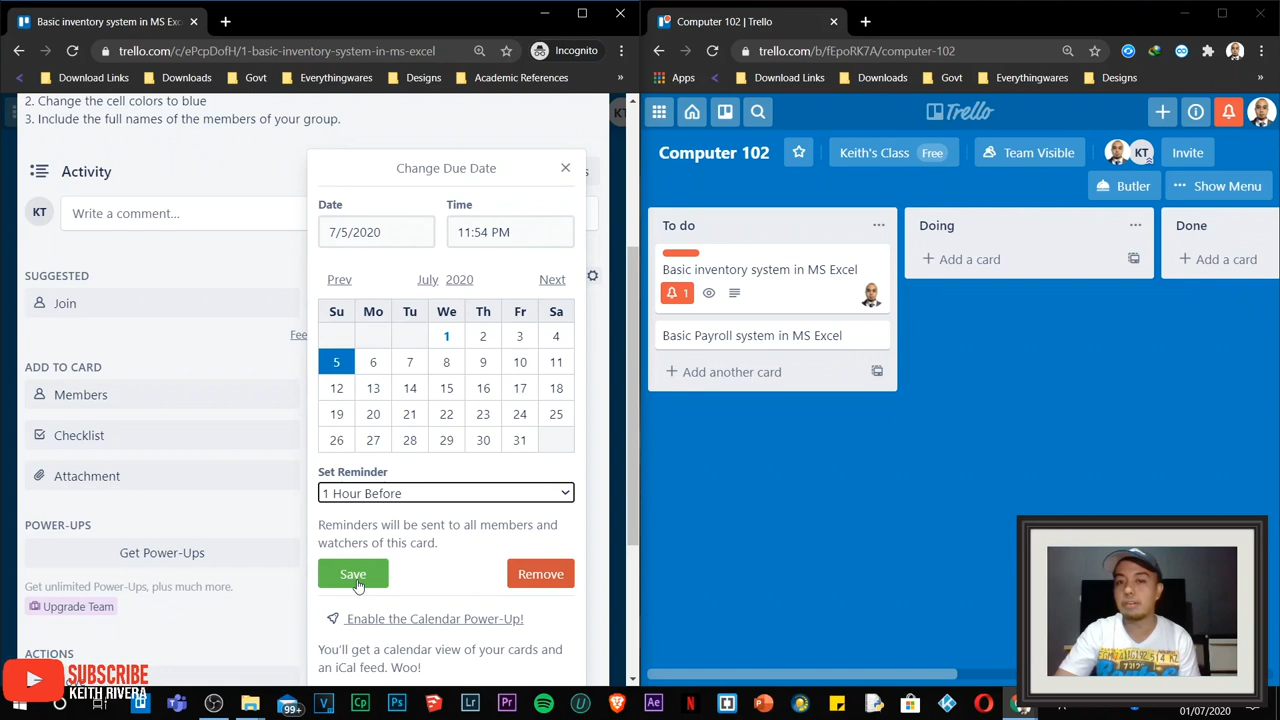 Basic inventory system in MS Exc
Computer 102 | Trello
trello.com/c/ePcpDofH/1-basic-inventory-system-in-ms-excel
Incognito
trello.com/b/fEpoRK7A/computer-102
Download Links
Downloads
Govt
Everythingwares
Designs
Academic References
»
Apps
Download Links
Downloads
Govt
Everythingwares
Designs
2. Change the cell colors to blue
3. Include the full names of the members of your group.
Activity
KT
Write a comment…
SUGGESTED
Join
Fee
ADD TO CARD
Members
Checklist
Attachment
POWER-UPS
Get Power-Ups
Get unlimited Power-Ups, plus much more.
Upgrade Team
ACTIONS
Change Due Date
Date
Time
7/5/2020
11:54 PM
Prev
July 2020
Next
Su Mo Tu We Th Fr Sa
1 2 3 4
5 6 7 8 9 10 11
12 13 14 15 16 17 18
19 20 21 22 23 24 25
26 27 28 29 30 31
Set Reminder
1 Hour Before
Reminders will be sent to all members and
watchers of this card.
Save
Remove
Enable the Calendar Power-Up!
You'll get a calendar view of your cards and
an iCal feed. Woo!
Trello
Computer 102
Keith's Class Free
Team Visible
KT
Invite
Butler
Show Menu
To do
Basic inventory system in MS Excel
1
Basic Payroll system in MS Excel
+ Add another card
Doing
+ Add a card
Done
+ Add a card
SUBSCRIBE
KEITH RIVERA
99+
01/07/2020